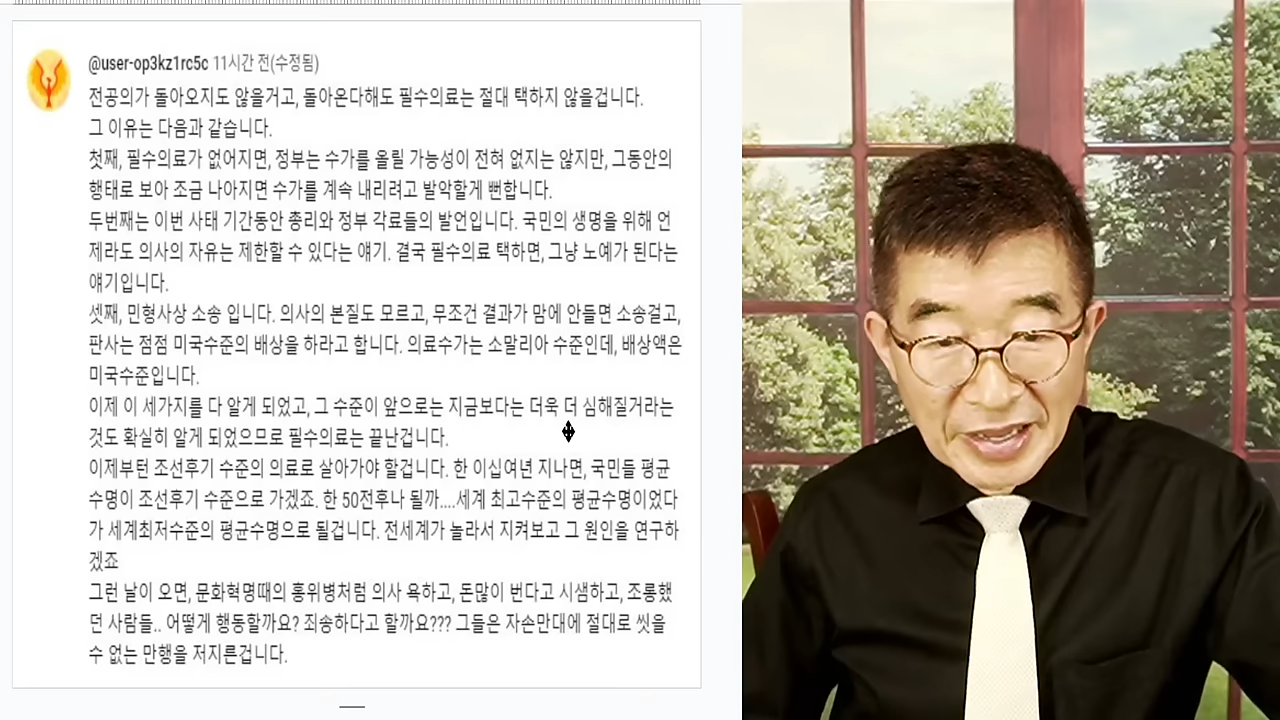 @user-op3kz1rc5c 11시간 전(수정됨)
전공의가 돌아오지도 않을거고, 돌아온다해도 필수의료는 절대 택하지 않을겁니다.
그 이유는 다음과 같습니다.
첫째, 필수의료가 없어지면, 정부는 수가를 올릴 가능성이 전혀 없지는 않지만, 그동안의
행태로 보아 조금 나아지면 수가를 계속 내리려고 발악할게 뻔합니다.
두번째는 이번 사태 기간동안 총리와 정부 각료들의 발언입니다. 국민의 생명을 위해 언
제라도 의사의 자유는 제한할 수 있다는 얘기. 결국 필수의료 택하면, 그냥 노예가 된다는
얘기입니다.
셋째, 민형사상 소송 입니다. 의사의 본질도 모르고, 무조건 결과가 맘에 안들면 소송걸고,
판사는 점점 미국수준의 배상을 하라고 합니다. 의료수가는 소말리아 수준인데, 배상액은
미국수준입니다.
이제 이 세가지를 다 알게 되었고, 그 수준이 앞으로는 지금보다는 더욱 더 심해질거라는
것도 확실히 알게 되었으므로 필수의료는 끝난겁니다.
이제부턴 조선후기 수준의 의료로 살아가야 할겁니다. 한 이십여년 지나면, 국민들 평균
수명이 조선후기 수준으로 가겠죠. 한 50전후나 될까....세계 최고수준의 평균수명이었다
가 세계최저수준의 평균수명으로 될겁니다. 전세계가 놀라서 지켜보고 그 원인을 연구하
겠죠
그런 날이 오면, 문화혁명때의 홍위병처럼 의사 욕하고, 돈많이 번다고 시샘하고, 조롱했
던 사람들.. 어떻게 행동할까요? 죄송하다고 할까요??? 그들은 자손만대에 절대로 씻을
수 없는 만행을 저지른겁니다.